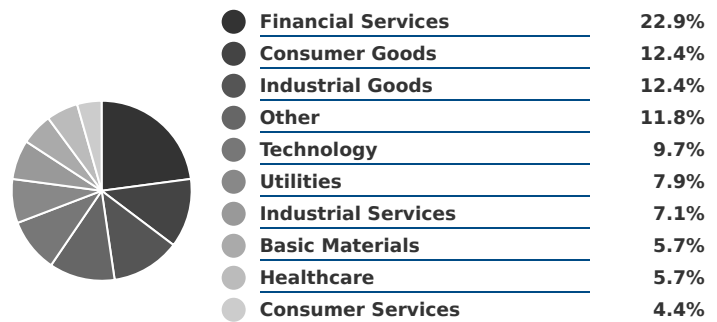 Financial Services 22.9%
Consumer Goods 12.4%
Industrial Goods 12.4%
Other 11.8%
Technology 9.7%
Utilities 7.9%
Industrial Services 7.1%
Basic Materials 5.7%
Healthcare 5.7%
Consumer Services 4.4%